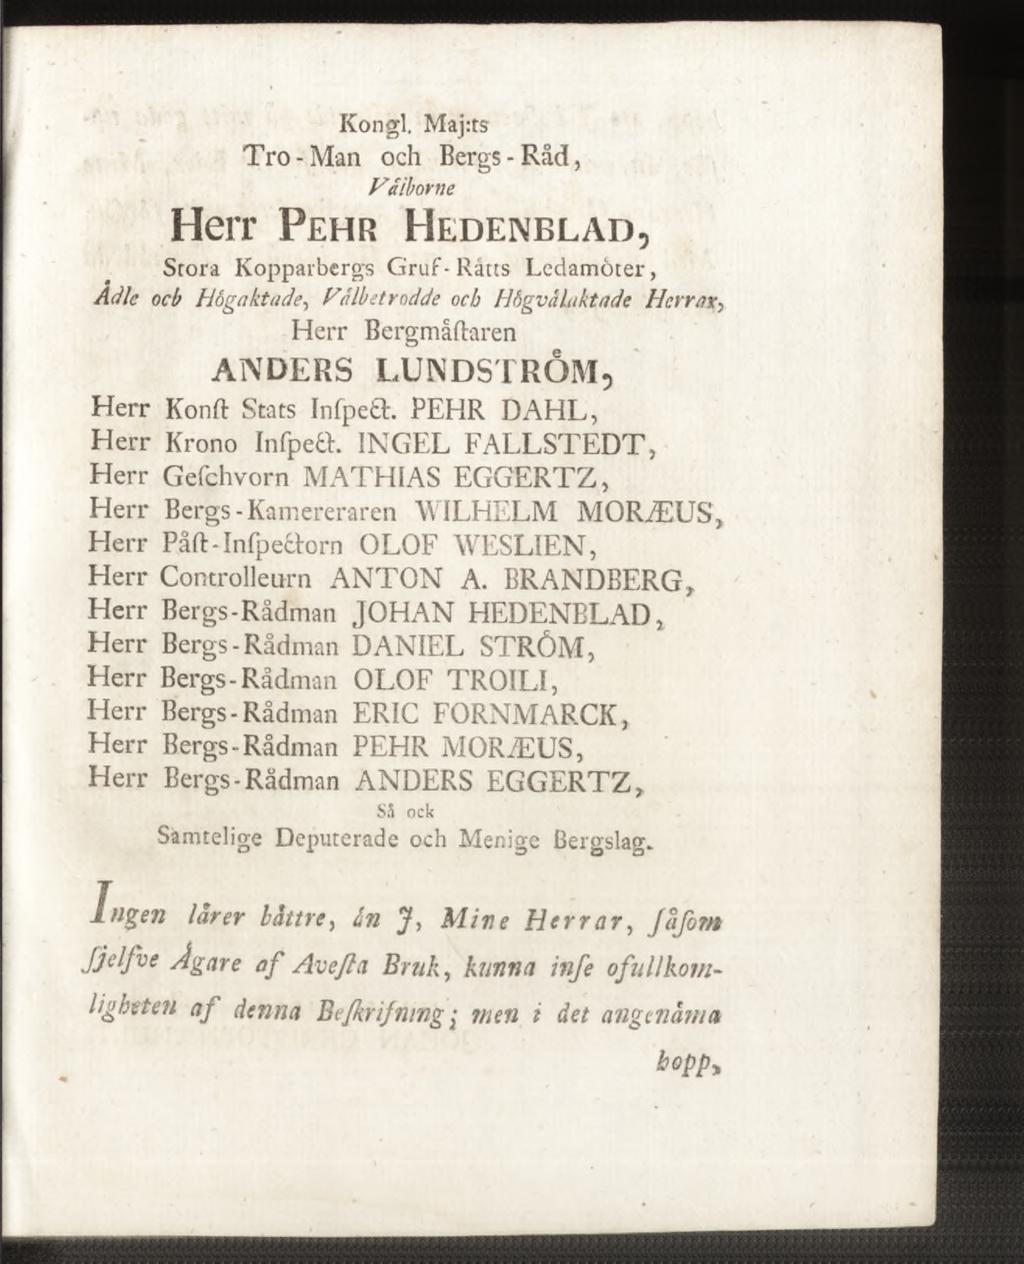 Kongl. Maj:ts
Tro-Man och Bergs-Råd,
Välborne
Herr PEHR HEDENBLAD,
Stora Kopparbergs Gruf-Rätts Ledamöter,
Ädle och Högaktade, Välbetrodde och Högvälaktade Herrar,
Herr Bergmäſtaren
ANDERS LUNDSTRÖM,
Herr Konſt Stats Inſpect. PEHR DAHL,
Herr Krono Inſpect. INGEL FALLSTEDT,
Herr Geſchvorn MATHIAS EGGERTZ,
Herr Bergs-Kamereraren WILHELM MORÆUS,
Herr Påſt-Inſpectorn OLOF WESLIEN,
Herr Controlleurn ANTON A. BRANDBERG,
Herr Bergs-Rådman JOHAN HEDENBLAD,
Herr Bergs-Rådman DANIEL STRÖM,
Herr Bergs-Rådman OLOF TROILI,
Herr Bergs-Rådman ERIC FORNMARCK,
Herr Bergs-Rådman PEHR MORÆUS,
Herr Bergs-Rådman ANDERS EGGERTZ,
Så ock
Samtelige Deputerade och Menige Bergslag.
Ingen lärer bättre, än J, Mine Herrar, ſåſom
ſjelfve Ägare af Aveſta Bruk, kunna inſe ofullkom-
ligheten af denna Beſkrifning; men i det angenäma
hopp,